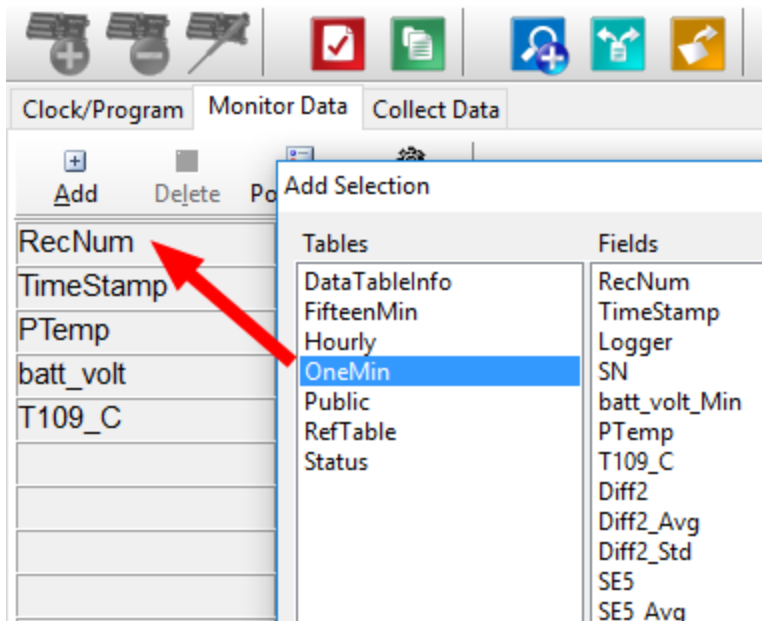 Clock/Program Monitor Data Collect Data
Add Delete Po
Add Selection
RecNum
TimeStamp
PTemp
batt_volt
T109_C
Tables
DataTableInfo
FifteenMin
Hourly
OneMin
Public
RefTable
Status
Fields
RecNum
TimeStamp
Logger
SN
batt_volt_Min
PTemp
T109_C
Diff2
Diff2_Avg
Diff2_Std
SE5
SE5_Avg